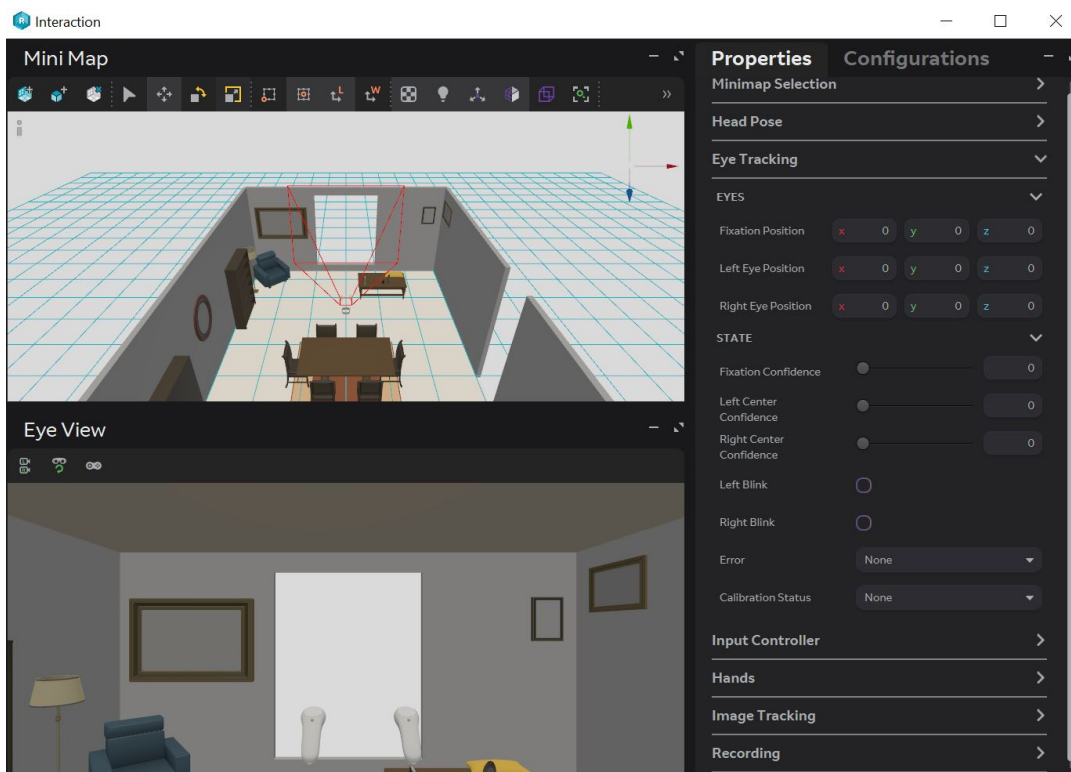 Interaction
Mini Map
L
W
Eye View
Properties Configurations
Minimap Selection
Head Pose
Eye Tracking
EYES
Fixation Position x 0 y 0 z 0
Left Eye Position x 0 y 0 z 0
Right Eye Position x 0 y 0 z 0
STATE
Fixation Confidence 0
Left Center
Confidence 0
Right Center
Confidence 0
Left Blink
Right Blink
Error None
Calibration Status None
Input Controller
Hands
Image Tracking
Recording